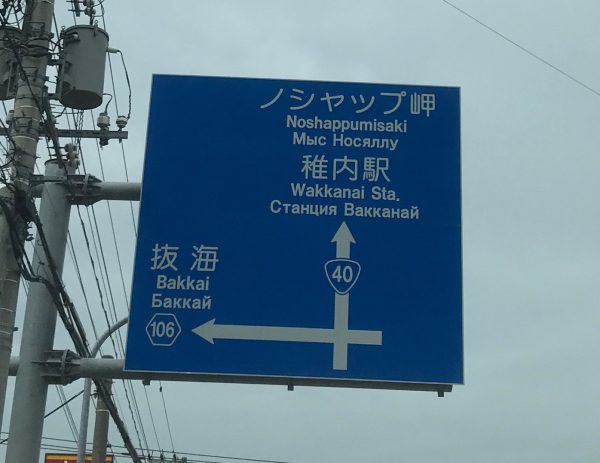 ノシャップ岬
Noshappumisaki
Мыс Носяллу
稚内駅
Wakkanai Sta.
Станция Вакканай
40
抜海
Bakkai
Баккай
106